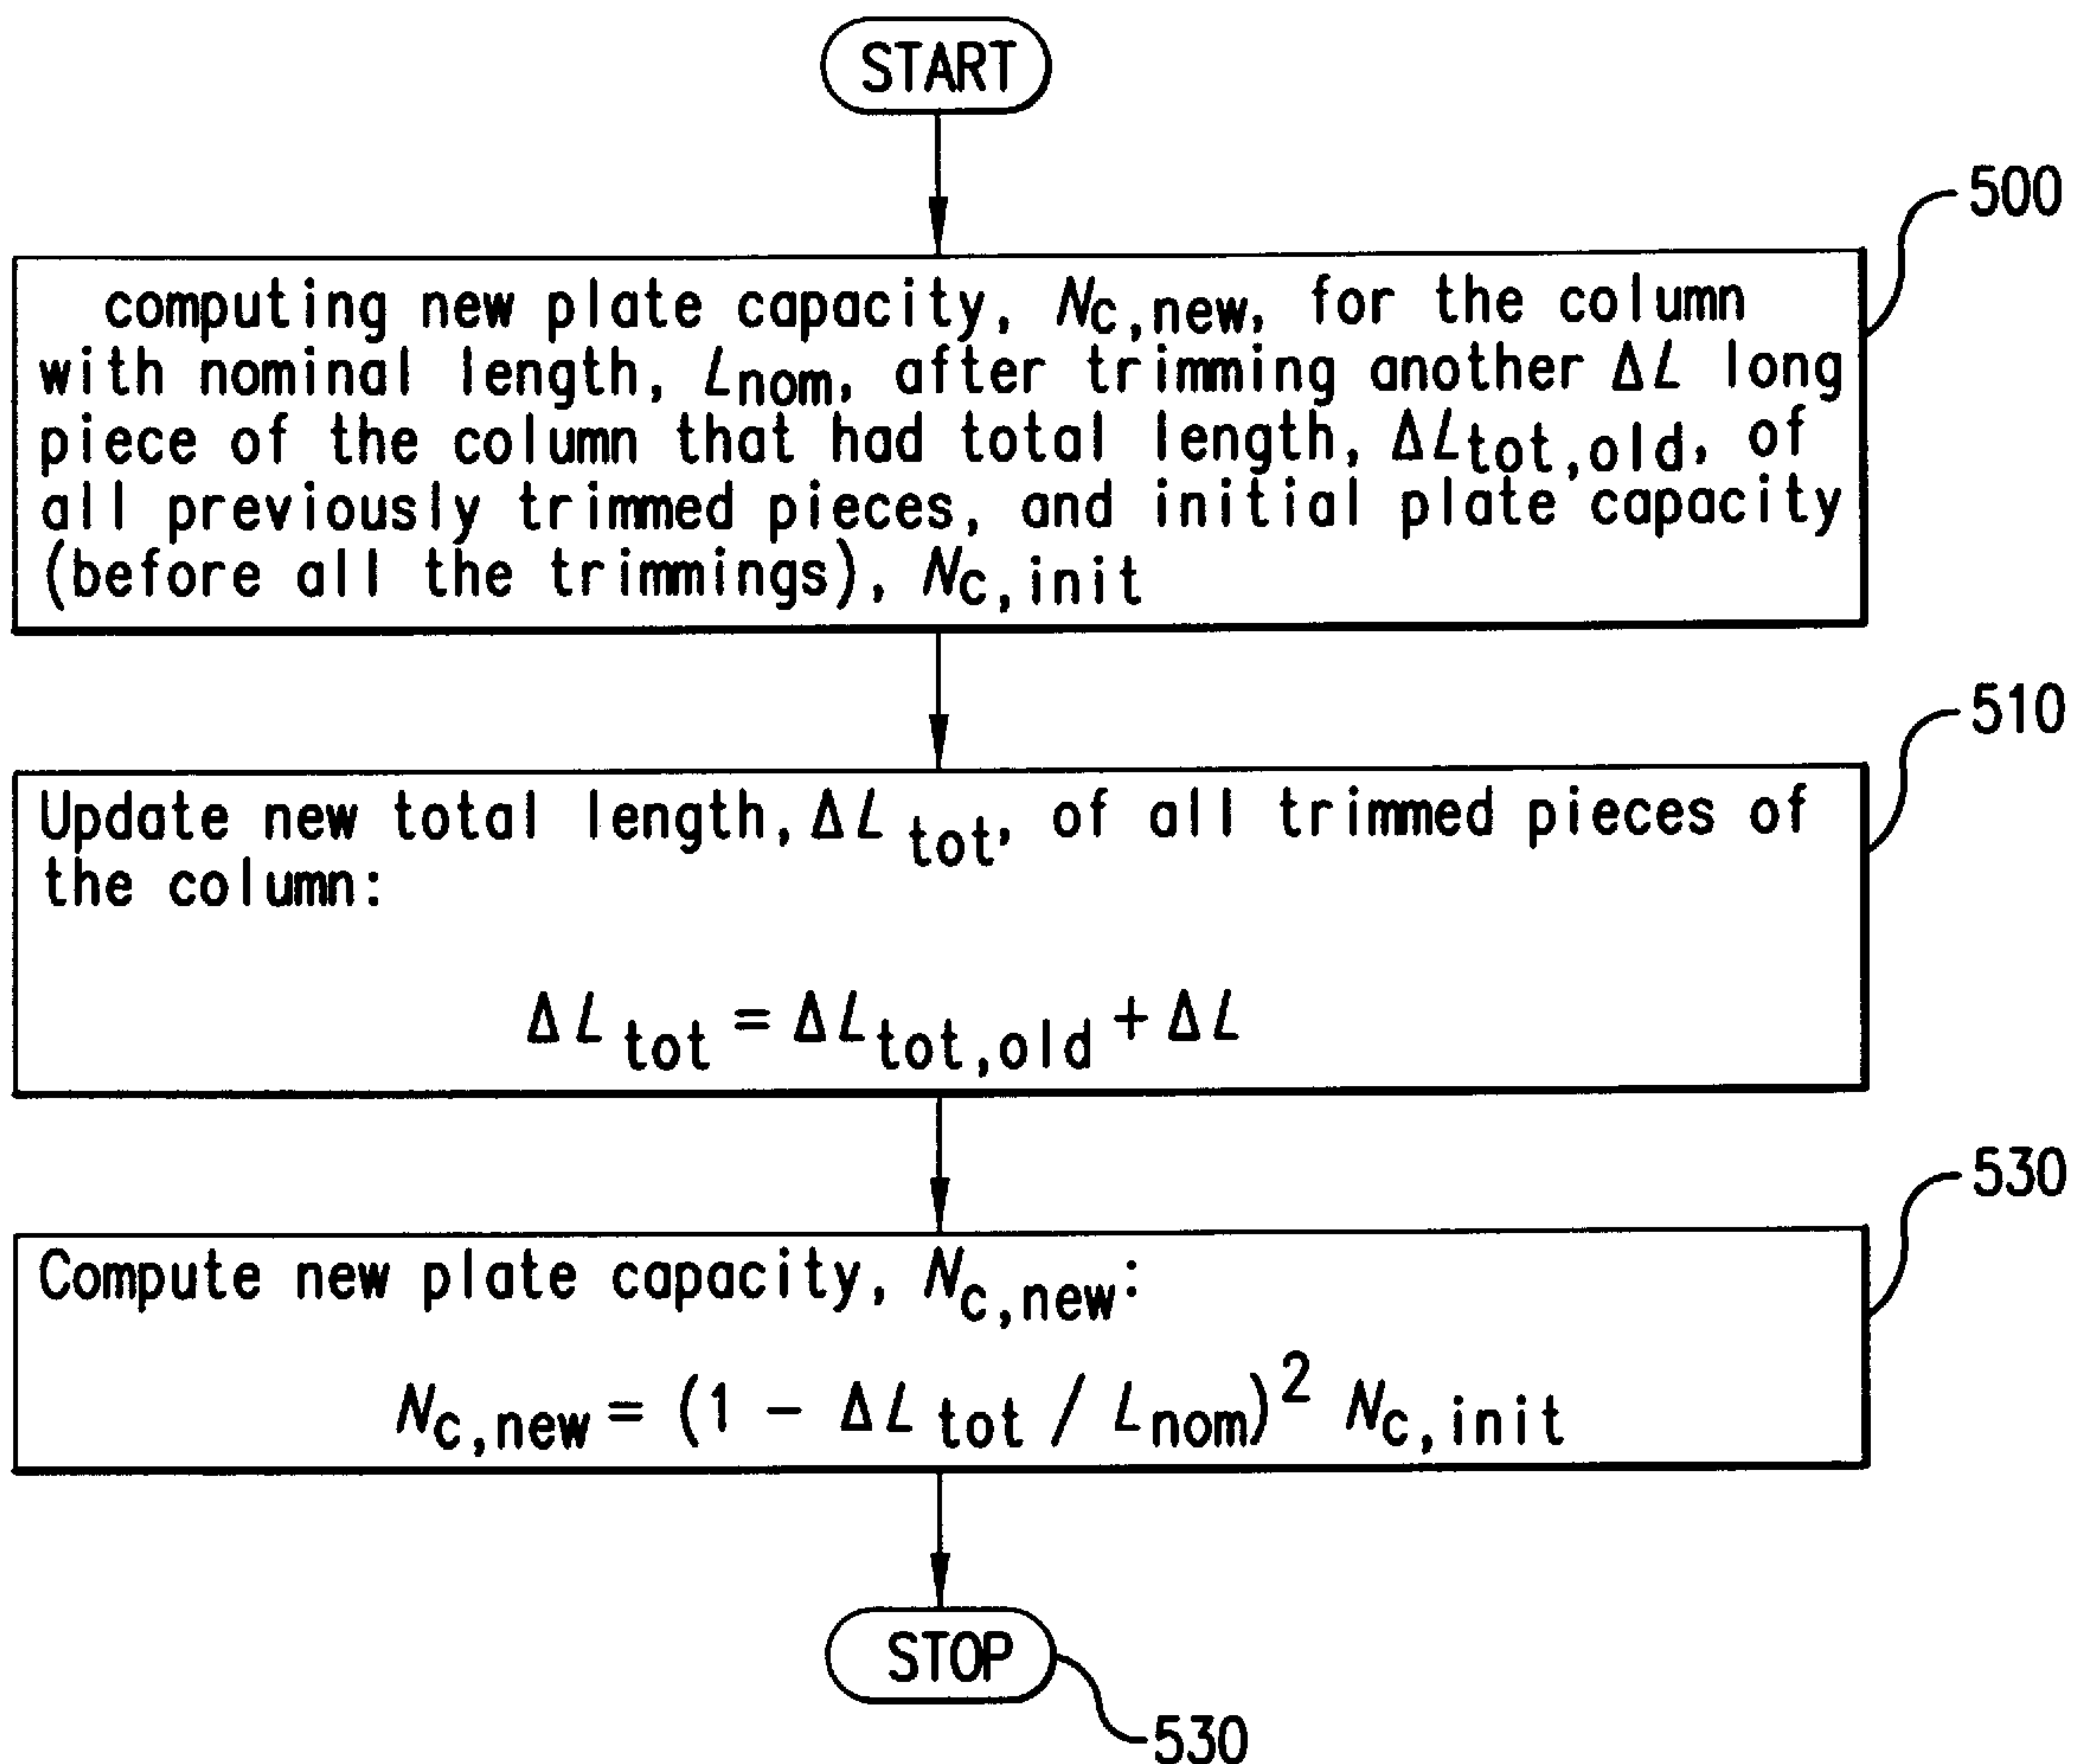 START
500
computing new plate capacity, Nc,new, for the column
with nominal length, Lnom, after trimming another ΔL long
piece of the column that had total length, ΔLtot,old, of
all previously trimmed pieces, and initial plate capacity
(before all the trimmings), Nc,init
510
Update new total length, ΔL tot, of all trimmed pieces of
the column:
ΔL tot = ΔLtot,old + ΔL
530
Compute new plate capacity, Nc,new:
Nc,new = (1 - ΔL tot / Lnom)² Nc,init
STOP
530